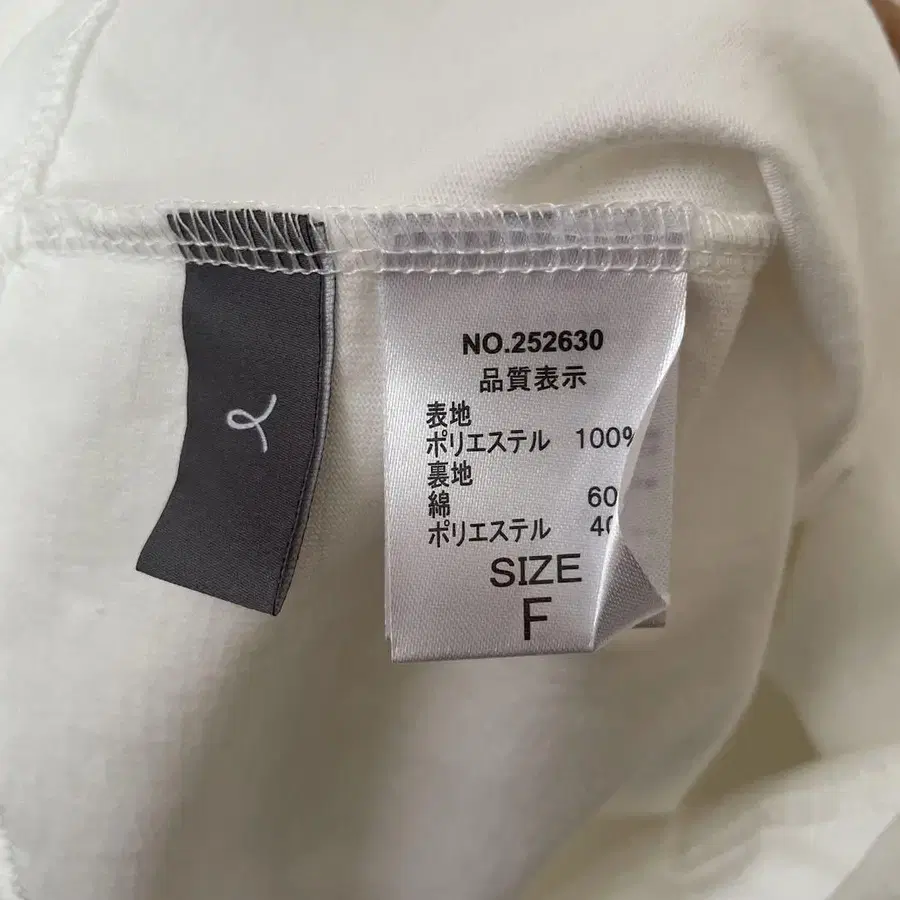 NO.252630
品質表示
表地
ポリエステル 100%
裏地
綿 60
ポリエステル 40
SIZE
F